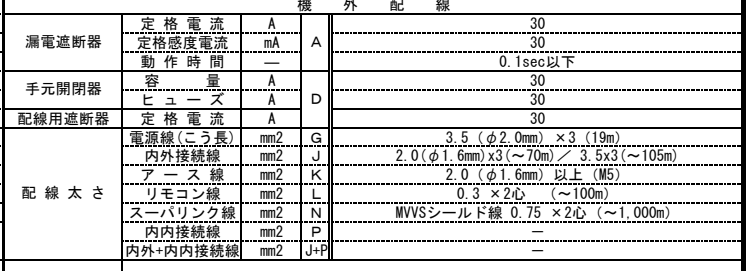 機 外 配 線
漏電遮断器 定 格 電 流 A A 30
定格感度電流 mA 30
動 作 時 間 — 0.1sec以下
手元開閉器 容 量 A D 30
ヒ ュ ー ズ A 30
配線用遮断器 定 格 電 流 A 30
配 線 太 さ 電源線(こう長) mm2 G 3.5 (φ2.0mm) ×3 (19m)
内外接続線 mm2 J 2.0(φ1.6mm)x3(~70m)/ 3.5x3(~105m)
ア ー ス 線 mm2 K 2.0 (φ1.6mm) 以上 (M5)
リモコン線 mm2 L 0.3 ×2心 (~100m)
スーパリンク線 mm2 N MVVSシールド線 0.75 ×2心 (~1,000m)
内内接続線 mm2 P —
内外+内内接続線 mm2 J+P —